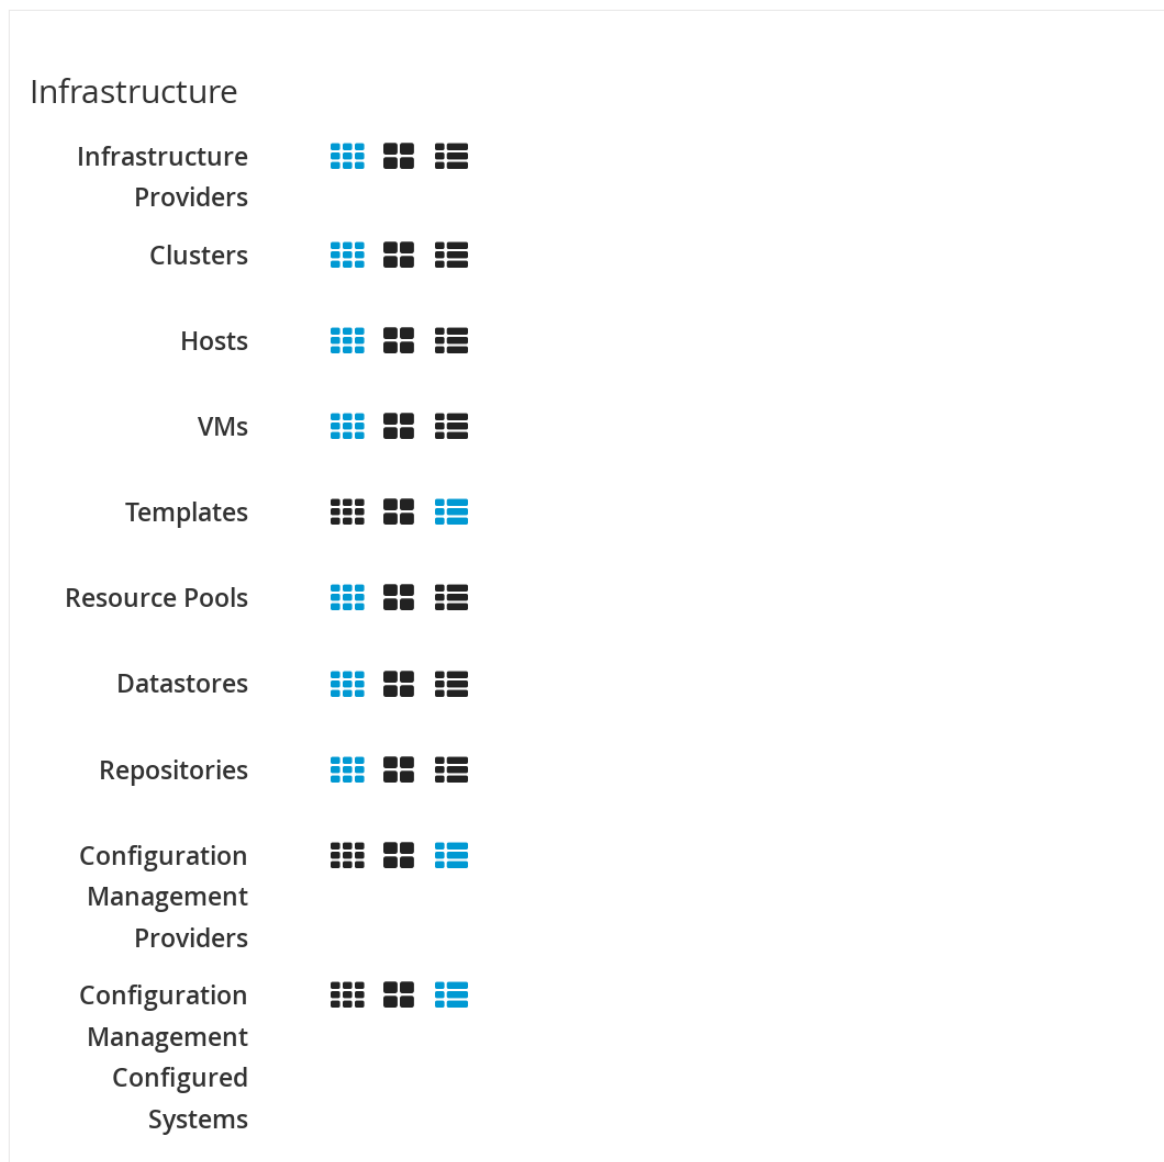 Infrastructure
Infrastructure
Providers
Clusters
Hosts
VMs
Templates
Resource Pools
Datastores
Repositories
Configuration
Management
Providers
Configuration
Management
Configured
Systems